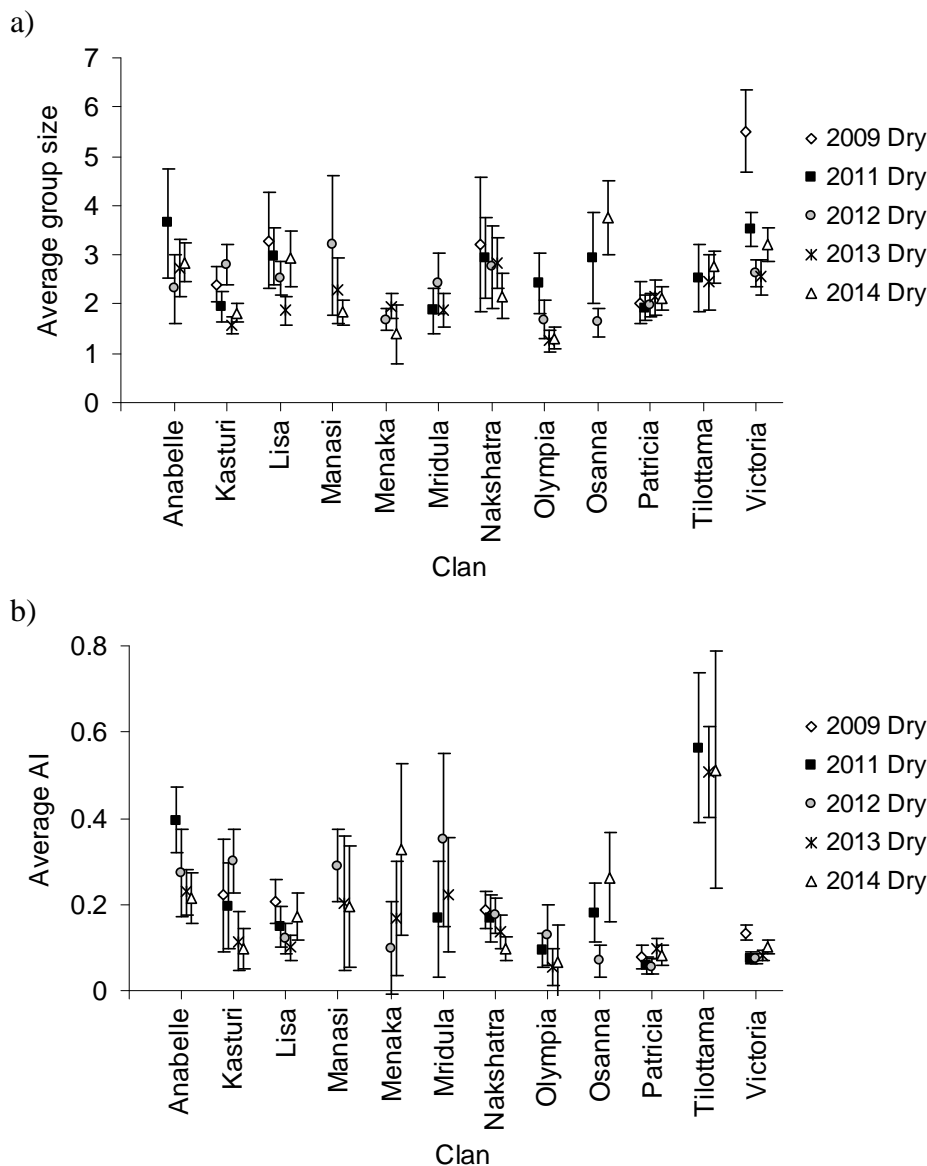 a)
7
6
5
4
3
2
1
0
Average group size
Anabelle
Kasturi
Lisa
Manasi
Menaka
Mridula
Nakshatra
Olympia
Osanna
Patricia
Tilottama
Victoria
Clan
2009 Dry
2011 Dry
2012 Dry
2013 Dry
2014 Dry
b)
0.8
0.6
0.4
0.2
0
Average AI
Anabelle
Kasturi
Lisa
Manasi
Menaka
Mridula
Nakshatra
Olympia
Osanna
Patricia
Tilottama
Victoria
Clan
2009 Dry
2011 Dry
2012 Dry
2013 Dry
2014 Dry